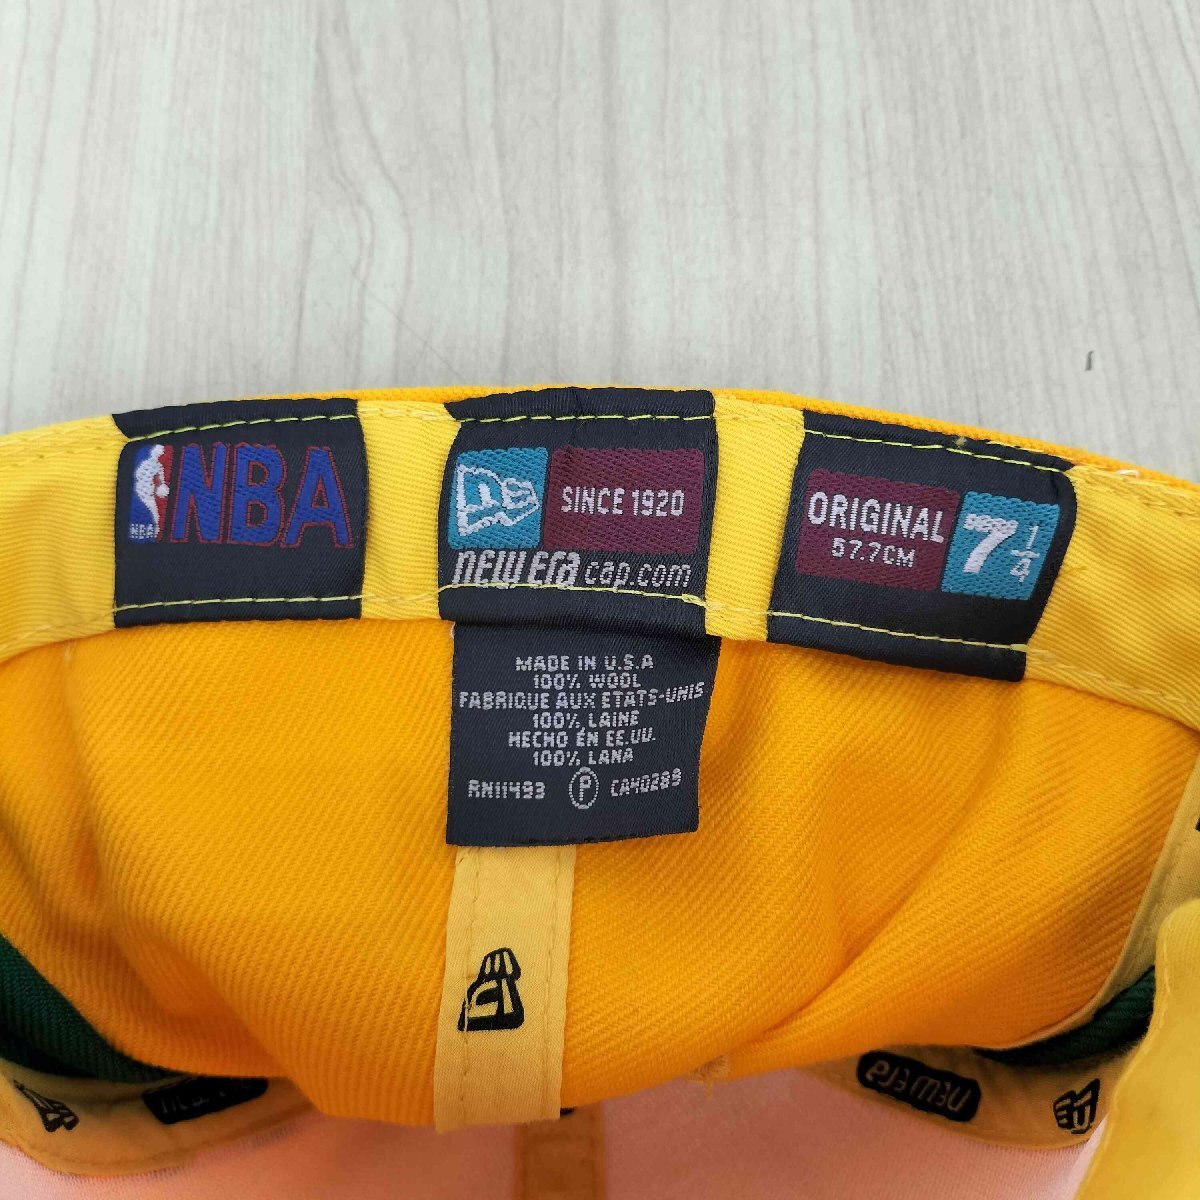 NBA
NBA
SINCE 1920
new era cap.com
ORIGINAL
57.7CM
7 1/4
MADE IN U.S.A
100% WOOL
FABRIQUE AUX ETATS-UNIS
100% LAINE
HECHO EN EE.UU.
100% LANA
RN11493 P CA40289
new era